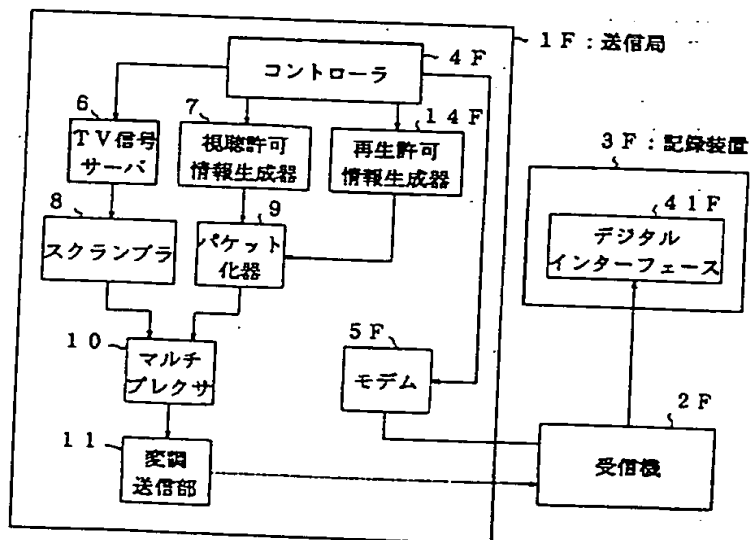 1F:送信局
4F
コントローラ
6
7
14F
TV信号
サーバ
視聴許可
情報生成器
再生許可
情報生成器
3F:記録装置
8
9
41F
スクランブラ
パケット
化器
デジタル
インターフェース
10
マルチ
プレクサ
5F
モデム
2F
11
変調
送信部
受信機